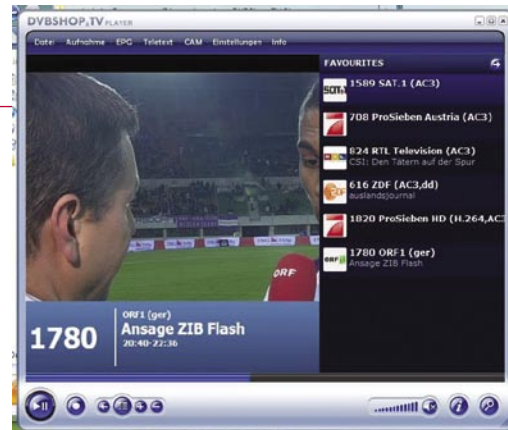 DVBSHOP.TV PLAYER
Datei Aufnahme EPG Teletext CAM Einstellungen Info
FAVOURITES
1589 SAT.1 (AC3)
708 ProSieben Austria (AC3)
824 RTL Television (AC3)
CSI: Den Tätern auf der Spur
616 ZDF (AC3,dd)
auslandsjournal
1820 ProSieben HD (H.264,AC3
1780 ORF1 (ger)
Ansage ZIB Flash
ORF
ORF1 (ger)
1780
Ansage ZIB Flash
20:40-22:36